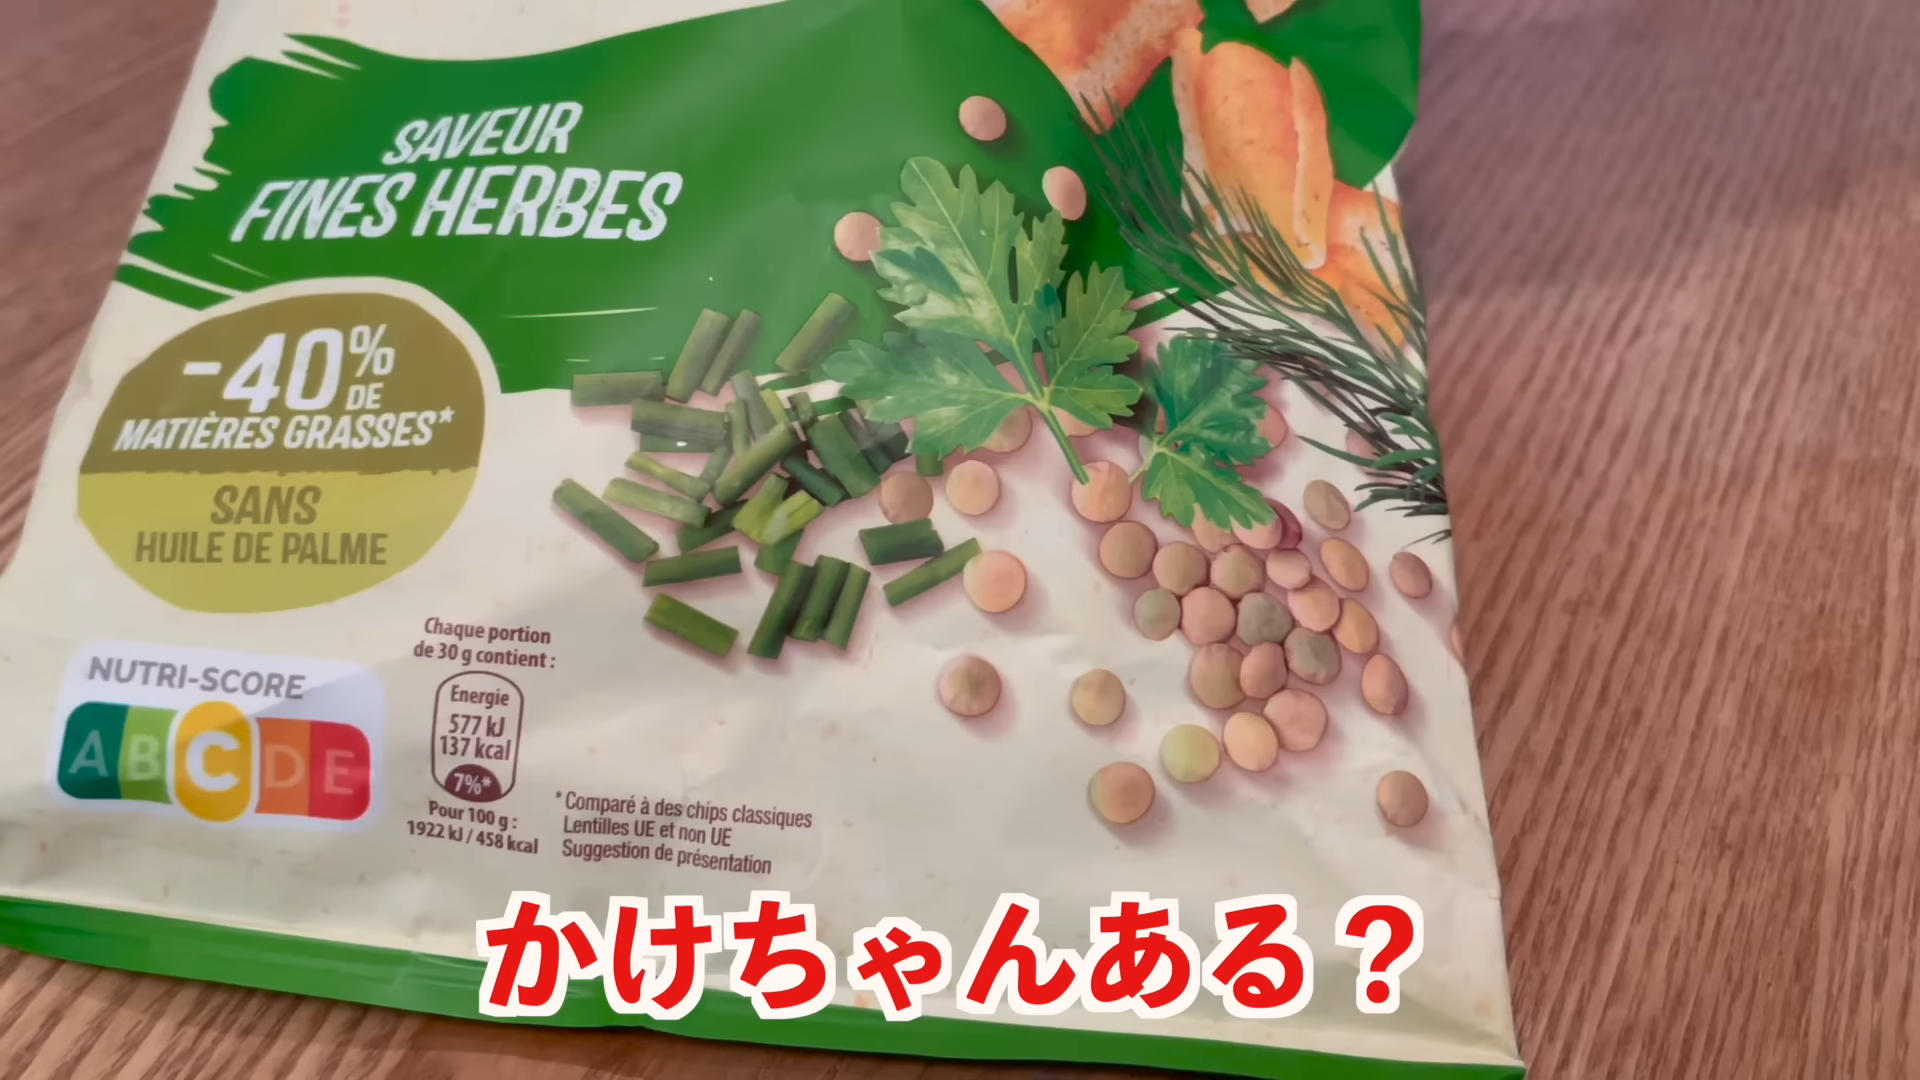 SAVEUR
FINES HERBES
-40%
DE
MATIÈRES GRASSES*
SANS
HUILE DE PALME
NUTRI-SCORE
A B C D E
Chaque portion
de 30 g contient :
Energie
577 kJ
137 kcal
7%*
Pour 100 g :
1922 kJ / 458 kcal
* Comparé à des chips classiques
Lentilles UE et non UE
Suggestion de présentation
かけちゃんある？